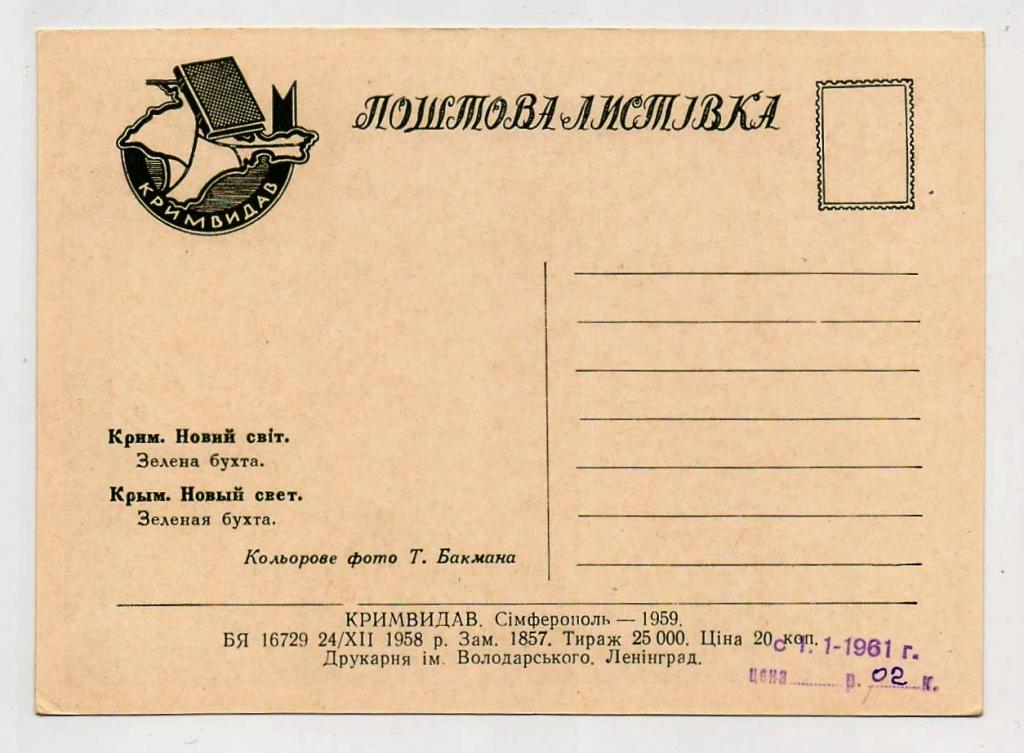 КРИМВИДАВ
ПОШТОВА ЛИСТІВКА
Крим. Новий світ.
Зелена бухта.
Крым. Новый свет.
Зеленая бухта.
Кольорове фото Т. Бакмана
КРИМВИДАВ. Сімферополь — 1959.
БЯ 16729 24/XII 1958 р. Зам. 1857. Тираж 25 000. Ціна 20 коп.
Друкарня ім. Володарського. Ленінград.
с 1. 1-1961 г.
цена р. 02 к.